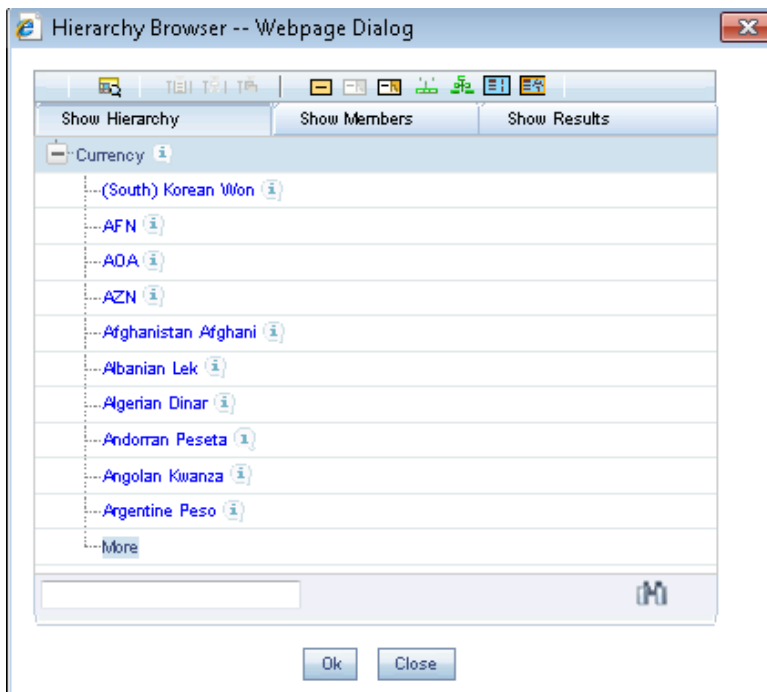 Hierarchy Browser -- Webpage Dialog
Show Hierarchy Show Members Show Results
Currency
(South) Korean Won
AFN
AOA
AZN
Afghanistan Afghani
Albanian Lek
Algerian Dinar
Andorran Peseta
Angolan Kwanza
Argentine Peso
More
Ok Close